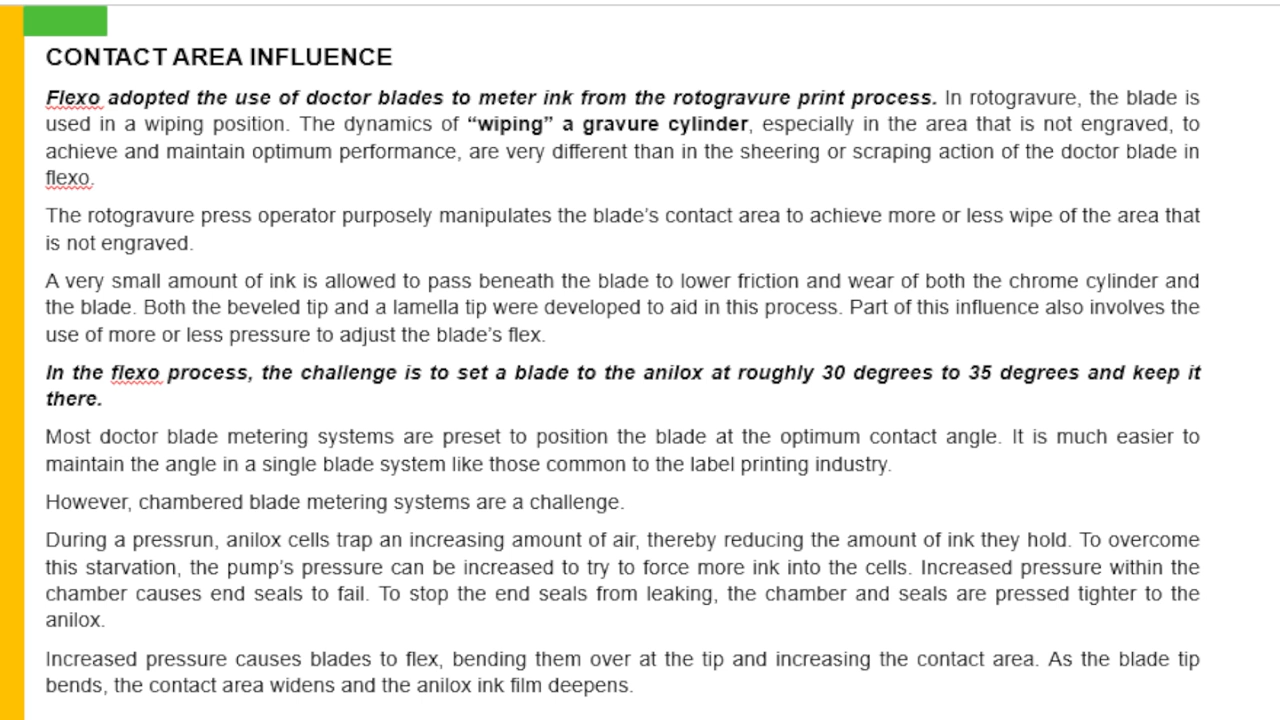 CONTACT AREA INFLUENCE
Flexo adopted the use of doctor blades to meter ink from the rotogravure print process. In rotogravure, the blade is
used in a wiping position. The dynamics of “wiping” a gravure cylinder, especially in the area that is not engraved, to
achieve and maintain optimum performance, are very different than in the sheering or scraping action of the doctor blade in
flexo.
The rotogravure press operator purposely manipulates the blade’s contact area to achieve more or less wipe of the area that
is not engraved.
A very small amount of ink is allowed to pass beneath the blade to lower friction and wear of both the chrome cylinder and
the blade. Both the beveled tip and a lamella tip were developed to aid in this process. Part of this influence also involves the
use of more or less pressure to adjust the blade’s flex.
In the flexo process, the challenge is to set a blade to the anilox at roughly 30 degrees to 35 degrees and keep it
there.
Most doctor blade metering systems are preset to position the blade at the optimum contact angle. It is much easier to
maintain the angle in a single blade system like those common to the label printing industry.
However, chambered blade metering systems are a challenge.
During a pressrun, anilox cells trap an increasing amount of air, thereby reducing the amount of ink they hold. To overcome
this starvation, the pump’s pressure can be increased to try to force more ink into the cells. Increased pressure within the
chamber causes end seals to fail. To stop the end seals from leaking, the chamber and seals are pressed tighter to the
anilox.
Increased pressure causes blades to flex, bending them over at the tip and increasing the contact area. As the blade tip
bends, the contact area widens and the anilox ink film deepens.